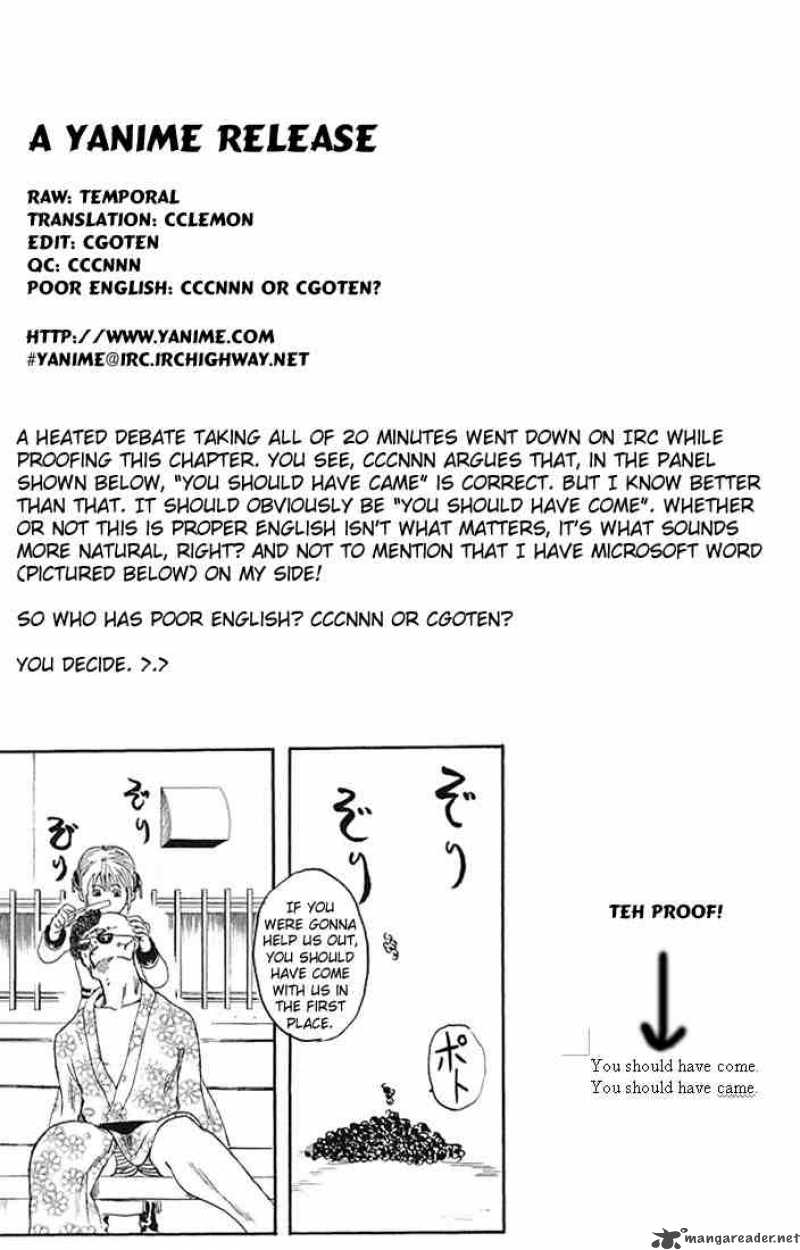 A YANIME RELEASE
RAW: TEMPORAL
TRANSLATION: CCLEMON
EDIT: CGOTEN
QC: CCCNNN
POOR ENGLISH: CCCNNN OR CGOTEN?
HTTP://WWW.YANIME.COM
#YANIME@IRC.IRCHIGHWAY.NET
A HEATED DEBATE TAKING ALL OF 20 MINUTES WENT DOWN ON IRC WHILE
PROOFING THIS CHAPTER. YOU SEE, CCCNNN ARGUES THAT, IN THE PANEL
SHOWN BELOW, "YOU SHOULD HAVE CAME" IS CORRECT. BUT I KNOW BETTER
THAN THAT. IT SHOULD OBVIOUSLY BE "YOU SHOULD HAVE COME". WHETHER
OR NOT THIS IS PROPER ENGLISH ISN'T WHAT MATTERS, IT'S WHAT SOUNDS
MORE NATURAL, RIGHT? AND NOT TO MENTION THAT I HAVE MICROSOFT WORD
(PICTURED BELOW) ON MY SIDE!
SO WHO HAS POOR ENGLISH? CCCNNN OR CGOTEN?
YOU DECIDE. >.>
ぞり
ぞり
ぞり
ぞり
IF YOU
WERE GONNA
HELP US OUT,
YOU SHOULD
HAVE COME
WITH US IN
THE FIRST
PLACE.
ポト
TEH PROOF!
You should have come.
You should have came.
mangareader.net